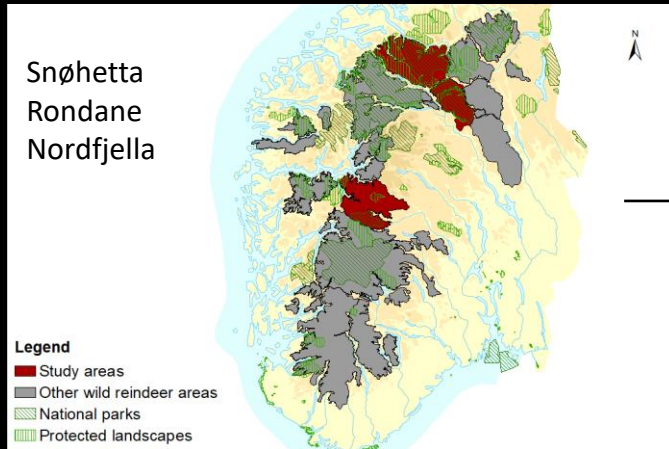 Snøhetta
Rondane
Nordfjella
N
Legend
Study areas
Other wild reindeer areas
National parks
Protected landscapes